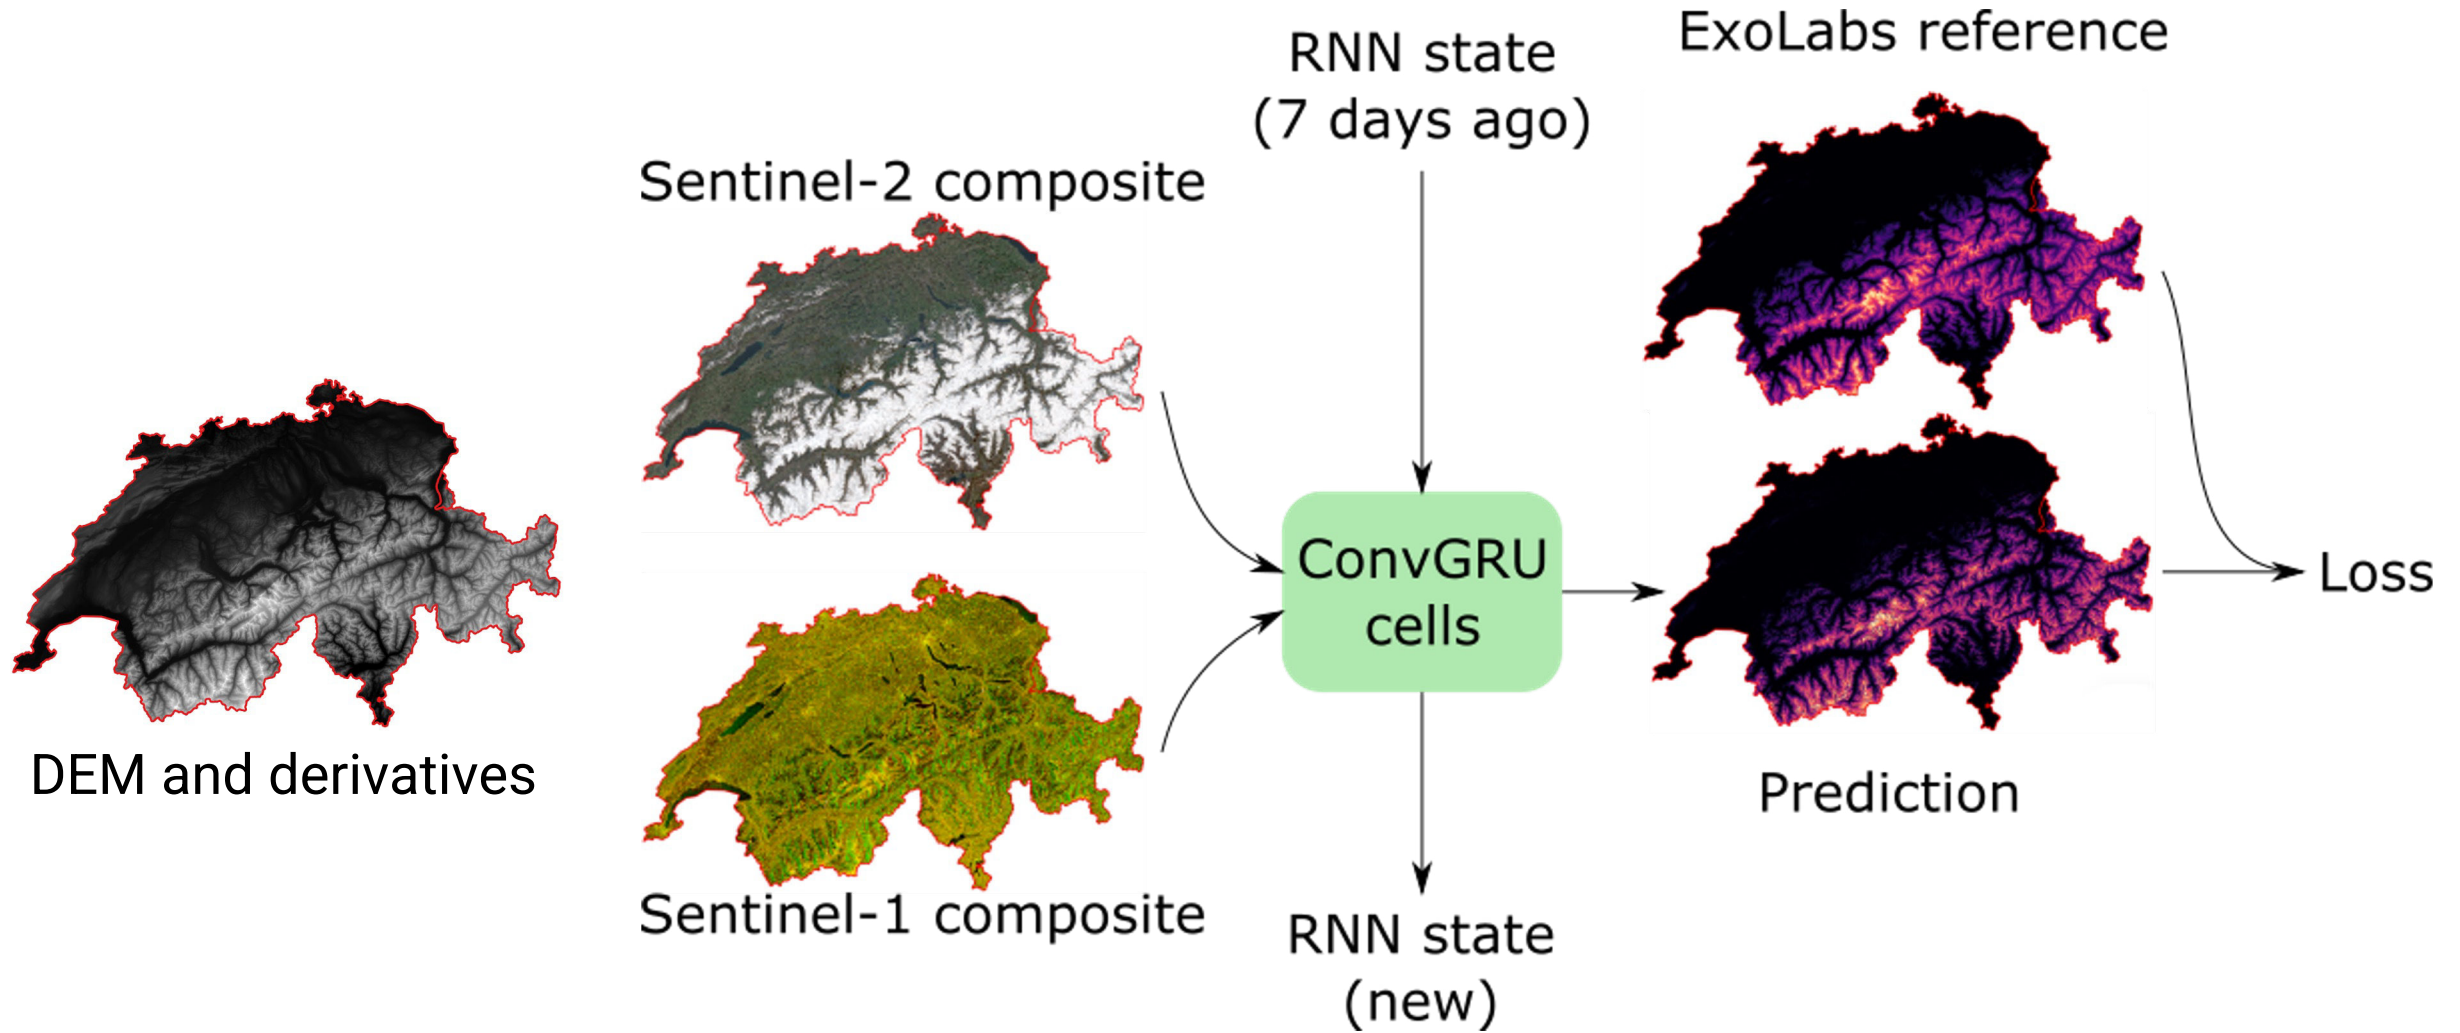 DEM and derivatives
Sentinel-2 composite
Sentinel-1 composite
RNN state
(7 days ago)
ConvGRU
cells
RNN state
(new)
ExoLabs reference
Prediction
Loss